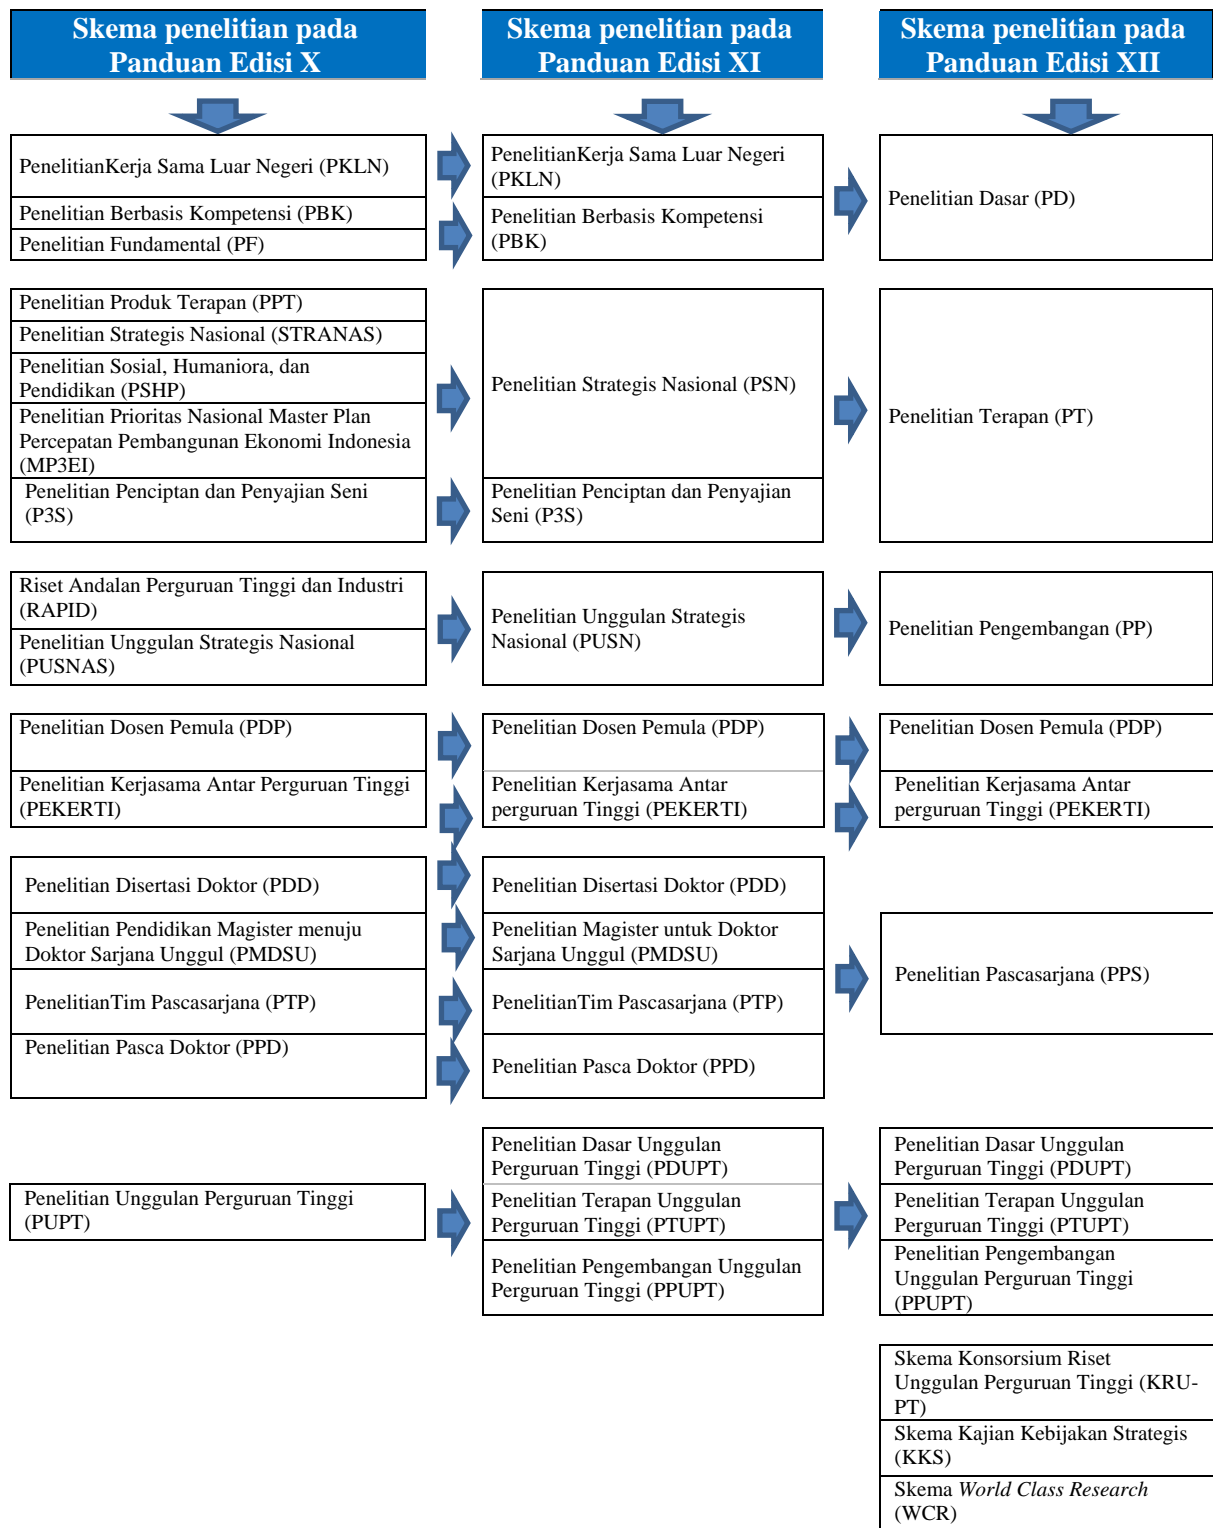 Skema penelitian pada
Panduan Edisi X
Skema penelitian pada
Panduan Edisi XI
Skema penelitian pada
Panduan Edisi XII
PenelitianKerja Sama Luar Negeri (PKLN)
PenelitianKerja Sama Luar Negeri
(PKLN)
Penelitian Dasar (PD)
Penelitian Berbasis Kompetensi (PBK)
Penelitian Fundamental (PF)
Penelitian Berbasis Kompetensi
(PBK)
Penelitian Produk Terapan (PPT)
Penelitian Strategis Nasional (STRANAS)
Penelitian Sosial, Humaniora, dan
Pendidikan (PSHP)
Penelitian Prioritas Nasional Master Plan
Percepatan Pembangunan Ekonomi Indonesia
(MP3EI)
Penelitian Strategis Nasional (PSN)
Penelitian Terapan (PT)
Penelitian Penciptan dan Penyajian Seni
(P3S)
Penelitian Penciptan dan Penyajian
Seni (P3S)
Riset Andalan Perguruan Tinggi dan Industri
(RAPID)
Penelitian Unggulan Strategis Nasional
(PUSNAS)
Penelitian Unggulan Strategis
Nasional (PUSN)
Penelitian Pengembangan (PP)
Penelitian Dosen Pemula (PDP)
Penelitian Dosen Pemula (PDP)
Penelitian Dosen Pemula (PDP)
Penelitian Kerjasama Antar Perguruan Tinggi
(PEKERTI)
Penelitian Kerjasama Antar
perguruan Tinggi (PEKERTI)
Penelitian Kerjasama Antar
perguruan Tinggi (PEKERTI)
Penelitian Disertasi Doktor (PDD)
Penelitian Disertasi Doktor (PDD)
Penelitian Pendidikan Magister menuju
Doktor Sarjana Unggul (PMDSU)
Penelitian Magister untuk Doktor
Sarjana Unggul (PMDSU)
Penelitian Pascasarjana (PPS)
PenelitianTim Pascasarjana (PTP)
PenelitianTim Pascasarjana (PTP)
Penelitian Pasca Doktor (PPD)
Penelitian Pasca Doktor (PPD)
Penelitian Unggulan Perguruan Tinggi
(PUPT)
Penelitian Dasar Unggulan
Perguruan Tinggi (PDUPT)
Penelitian Terapan Unggulan
Perguruan Tinggi (PTUPT)
Penelitian Pengembangan Unggulan
Perguruan Tinggi (PPUPT)
Penelitian Dasar Unggulan
Perguruan Tinggi (PDUPT)
Penelitian Terapan Unggulan
Perguruan Tinggi (PTUPT)
Penelitian Pengembangan
Unggulan Perguruan Tinggi
(PPUPT)
Skema Konsorsium Riset
Unggulan Perguruan Tinggi (KRU-
PT)
Skema Kajian Kebijakan Strategis
(KKS)
Skema World Class Research
(WCR)